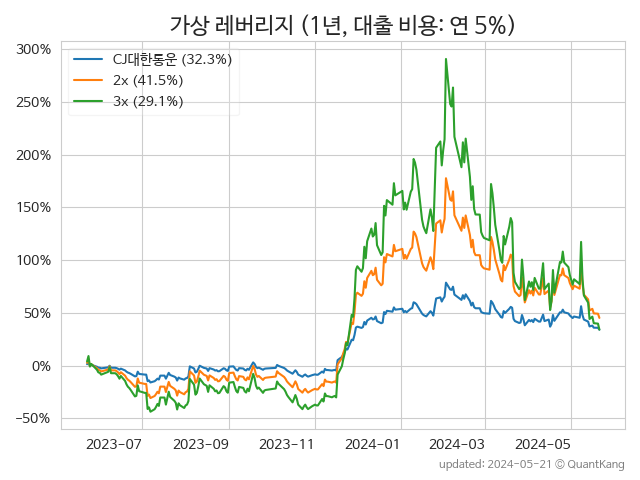 가상 레버리지 (1년, 대출 비용: 연 5%)
CJ대한통운 (32.3%)
2x (41.5%)
3x (29.1%)
300%
250%
200%
150%
100%
50%
0%
−50%
2023-07 2023-09 2023-11 2024-01 2024-03 2024-05
updated: 2024-05-21 © QuantKang